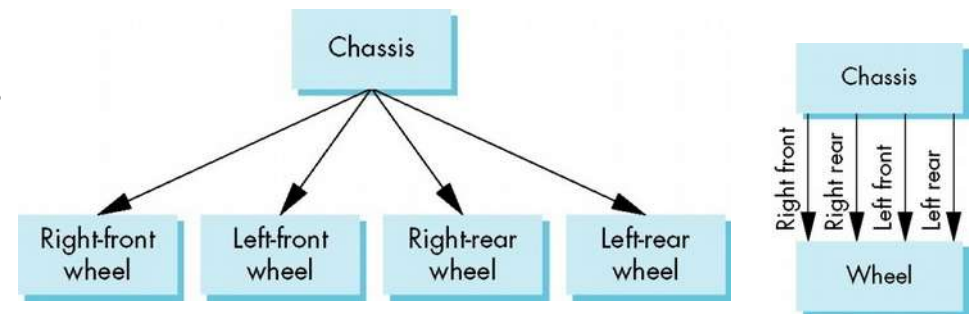 Chassis
Right-front
wheel
Left-front
wheel
Right-rear
wheel
Left-rear
wheel
Chassis
Right front
Right rear
Left front
Left rear
Wheel